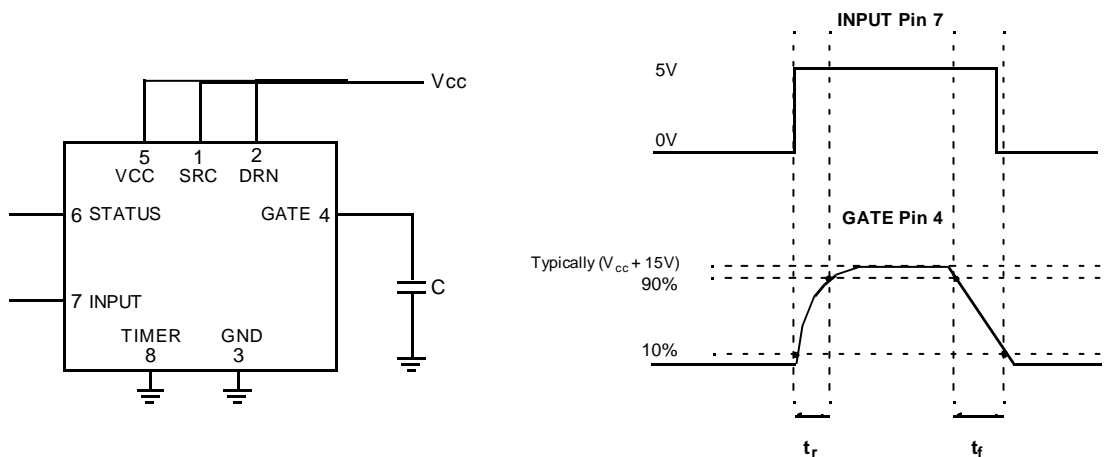 Vcc
5 1 2
VCC SRC DRN
6 STATUS
GATE 4
7 INPUT
C
TIMER GND
8 3
INPUT Pin 7
5V
0V
GATE Pin 4
Typically (Vcc + 15V)
90%
10%
tr tf